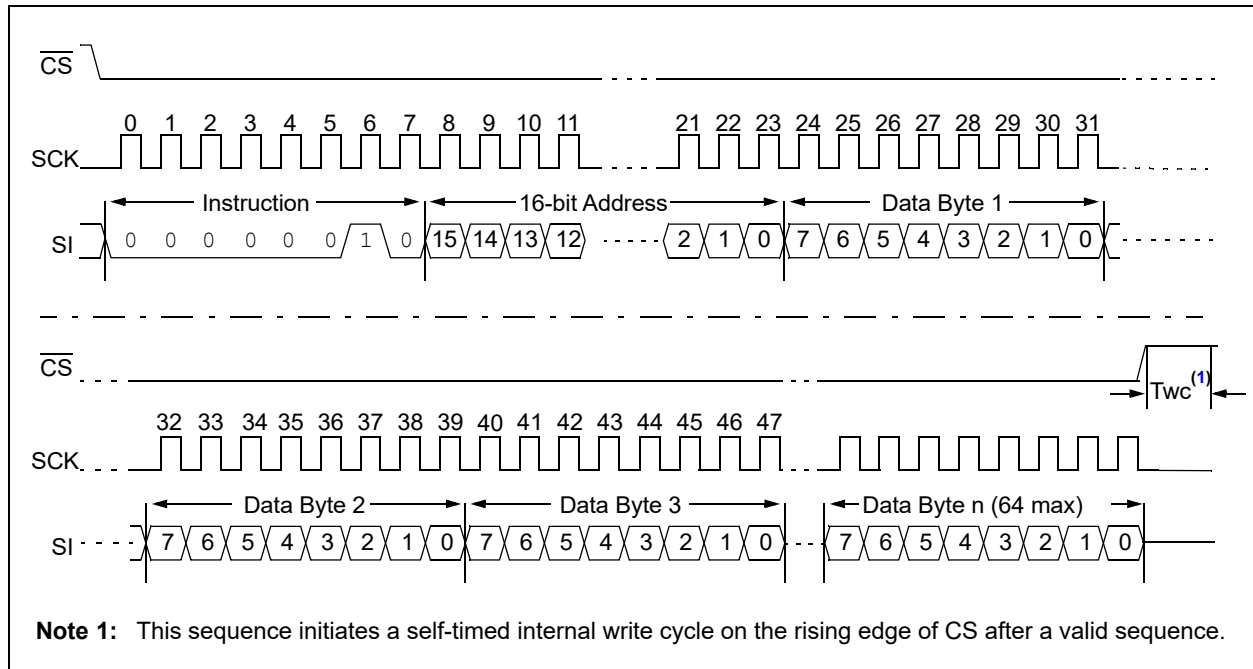 CS
0 1 2 3 4 5 6 7 8 9 10 11 21 22 23 24 25 26 27 28 29 30 31
SCK
Instruction 16-bit Address Data Byte 1
SI 0 0 0 0 0 0 1 0 15 14 13 12 2 1 0 7 6 5 4 3 2 1 0
CS
Twc(1)
32 33 34 35 36 37 38 39 40 41 42 43 44 45 46 47
SCK
Data Byte 2 Data Byte 3 Data Byte n (64 max)
SI 7 6 5 4 3 2 1 0 7 6 5 4 3 2 1 0 7 6 5 4 3 2 1 0
Note 1: This sequence initiates a self-timed internal write cycle on the rising edge of CS after a valid sequence.